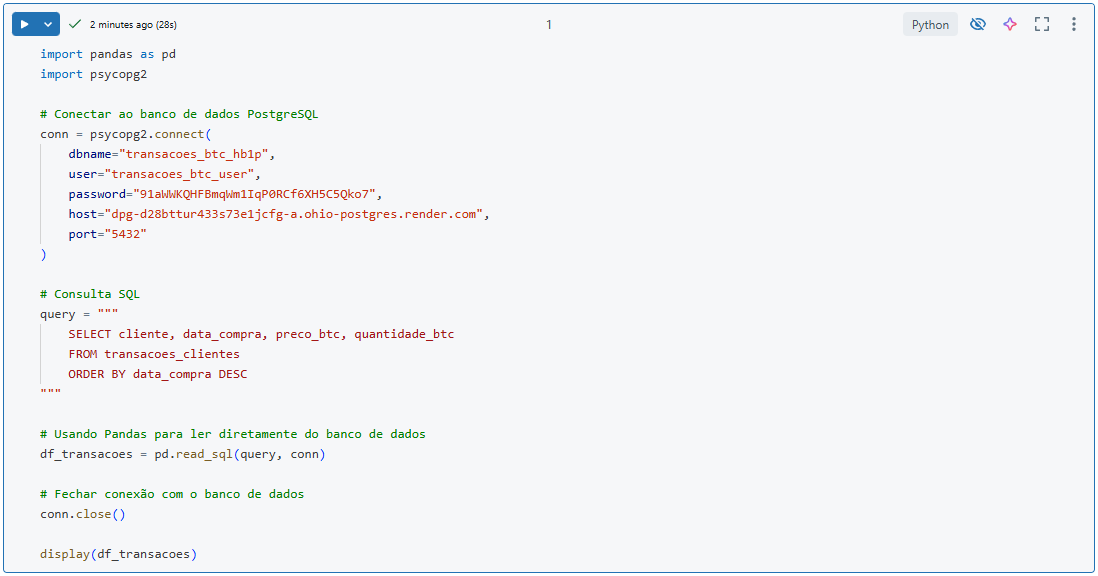 2 minutes ago (28s)
1
Python
import pandas as pd
import psycopg2
# Conectar ao banco de dados PostgreSQL
conn = psycopg2.connect(
    dbname="transacoes_btc_hb1p",
    user="transacoes_btc_user",
    password="91aWWKQHFBmqWm1IqP0RCf6XH5C5Qko7",
    host="dpg-d28bttur433s73e1jcfg-a.ohio-postgres.render.com",
    port="5432"
)
# Consulta SQL
query = """
    SELECT cliente, data_compra, preco_btc, quantidade_btc
    FROM transacoes_clientes
    ORDER BY data_compra DESC
"""
# Usando Pandas para ler diretamente do banco de dados
df_transacoes = pd.read_sql(query, conn)
# Fechar conexão com o banco de dados
conn.close()
display(df_transacoes)